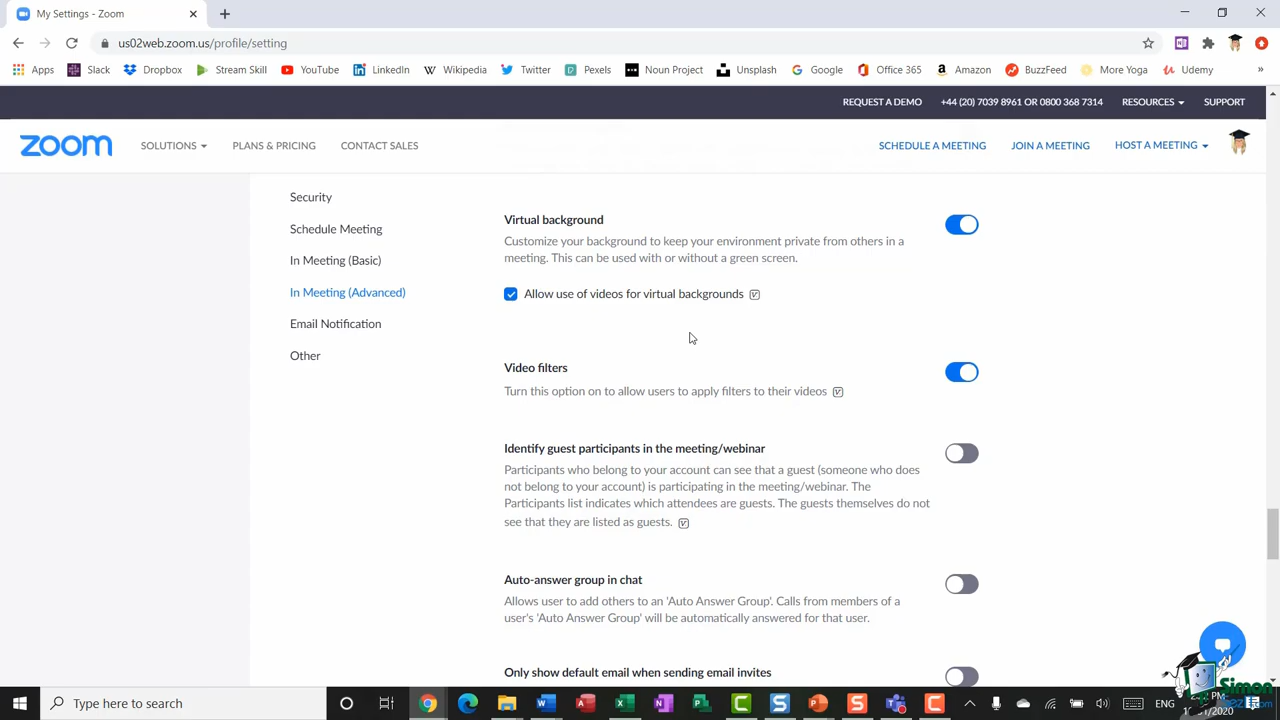 My Settings - Zoom
us02web.zoom.us/profile/setting
Apps Slack Dropbox Stream Skill YouTube LinkedIn Wikipedia Twitter Pexels Noun Project Unsplash Google Office 365 Amazon BuzzFeed More Yoga Udemy »
REQUEST A DEMO +44 (20) 7039 8961 OR 0800 368 7314 RESOURCES SUPPORT
zoom SOLUTIONS PLANS & PRICING CONTACT SALES SCHEDULE A MEETING JOIN A MEETING HOST A MEETING
Security
Schedule Meeting
In Meeting (Basic)
In Meeting (Advanced)
Email Notification
Other
Virtual background
Customize your background to keep your environment private from others in a
meeting. This can be used with or without a green screen.
Allow use of videos for virtual backgrounds
Video filters
Turn this option on to allow users to apply filters to their videos
Identify guest participants in the meeting/webinar
Participants who belong to your account can see that a guest (someone who does
not belong to your account) is participating in the meeting/webinar. The
Participants list indicates which attendees are guests. The guests themselves do not
see that they are listed as guests.
Auto-answer group in chat
Allows user to add others to an 'Auto Answer Group'. Calls from members of a
user's 'Auto Answer Group' will be automatically answered for that user.
Only show default email when sending email invites
Type here to search
ENG
Simon